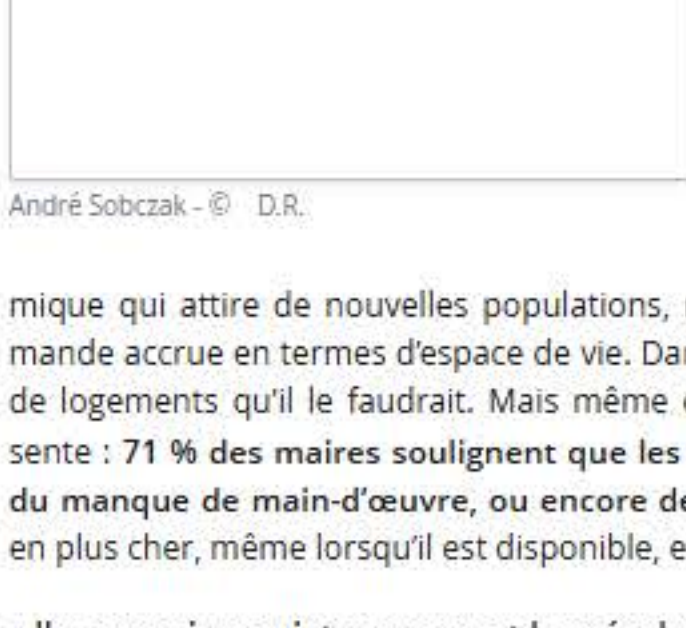 André Sobczak - © D.R.
mique qui attire de nouvelles populations,
mande accrue en termes d'espace de vie. Da
de logements qu'il le faudrait. Mais même
sente : 71 % des maires soulignent que les
du manque de main-d'œuvre, ou encore de
en plus cher, même lorsqu'il est disponible, e